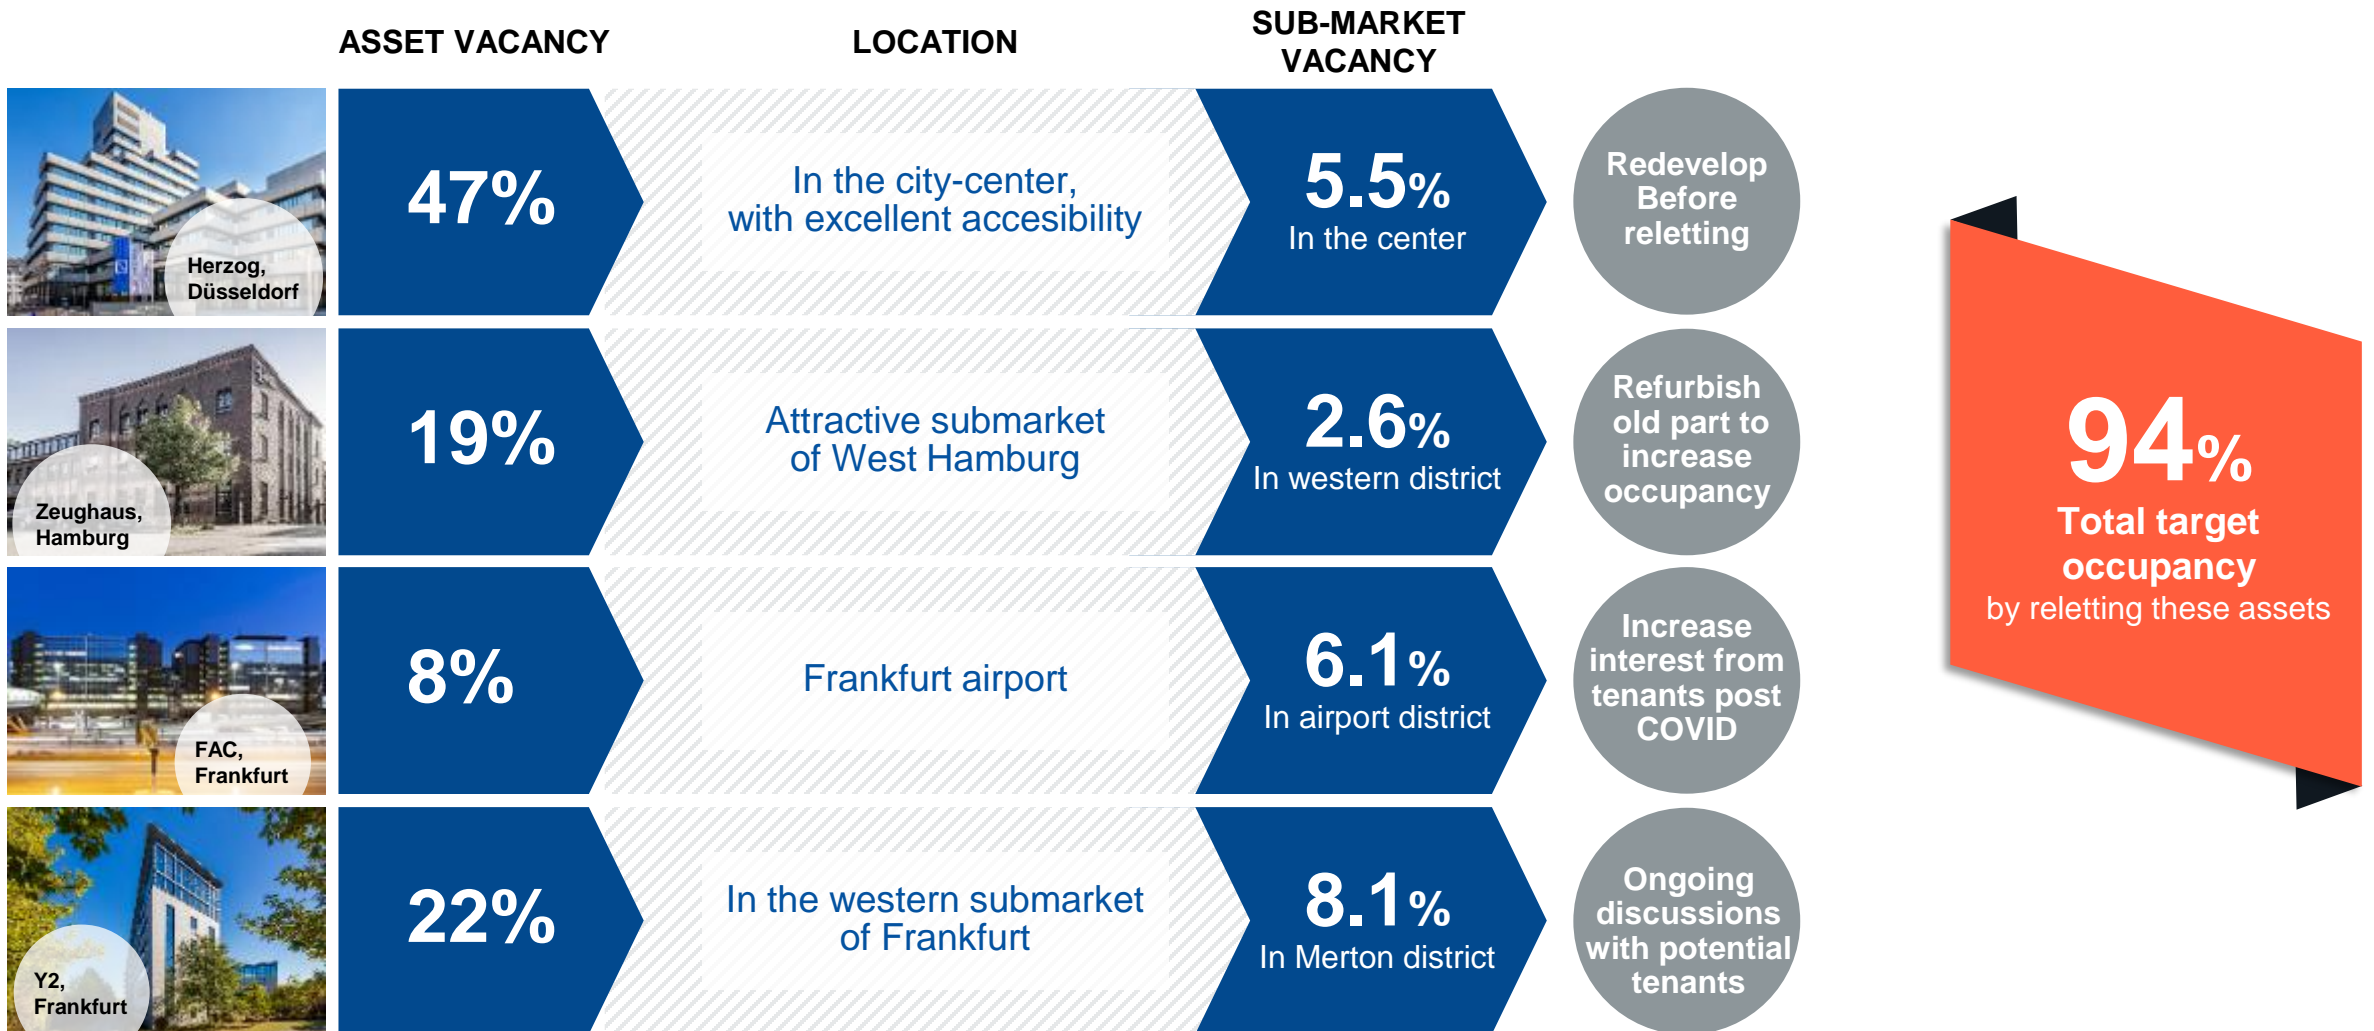 ASSET VACANCY
LOCATION
SUB-MARKET
VACANCY
Herzog,
Düsseldorf
47%
In the city-center,
with excellent accesibility
5.5%
In the center
Redevelop
Before
reletting
Zeughaus,
Hamburg
19%
Attractive submarket
of West Hamburg
2.6%
In western district
Refurbish
old part to
increase
occupancy
FAC,
Frankfurt
8%
Frankfurt airport
6.1%
In airport district
Increase
interest from
tenants post
COVID
Y2,
Frankfurt
22%
In the western submarket
of Frankfurt
8.1%
In Merton district
Ongoing
discussions
with potential
tenants
94%
Total target
occupancy
by reletting these assets